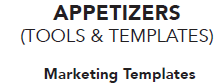 APPETIZERS
(TOOLS & TEMPLATES)
Marketing Templates